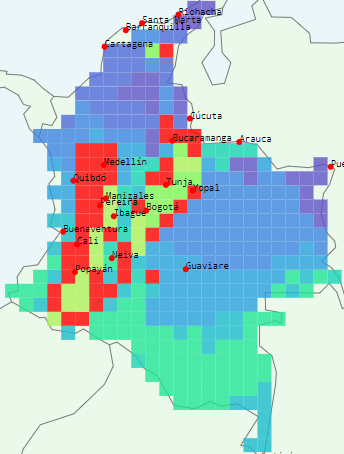 Riohacha
Santa Marta
Barranquilla
Cartagena
Cúcuta
Bucaramanga
Arauca
Medellín
Quibdó
Tunja
Yopal
Manizales
Pereira
Bogotá
Ibagué
Buenaventura
Cali
Neiva
Guaviare
Popayán